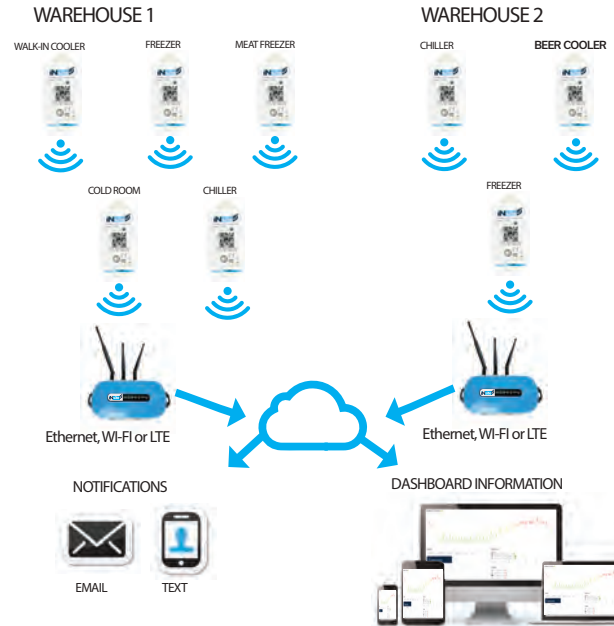 WAREHOUSE 1
WAREHOUSE 2
WALK-IN COOLER
FREEZER
MEAT FREEZER
CHILLER
BEER COOLER
COLD ROOM
CHILLER
FREEZER
Ethernet, WI-FI or LTE
Ethernet, WI-FI or LTE
NOTIFICATIONS
DASHBOARD INFORMATION
EMAIL
TEXT